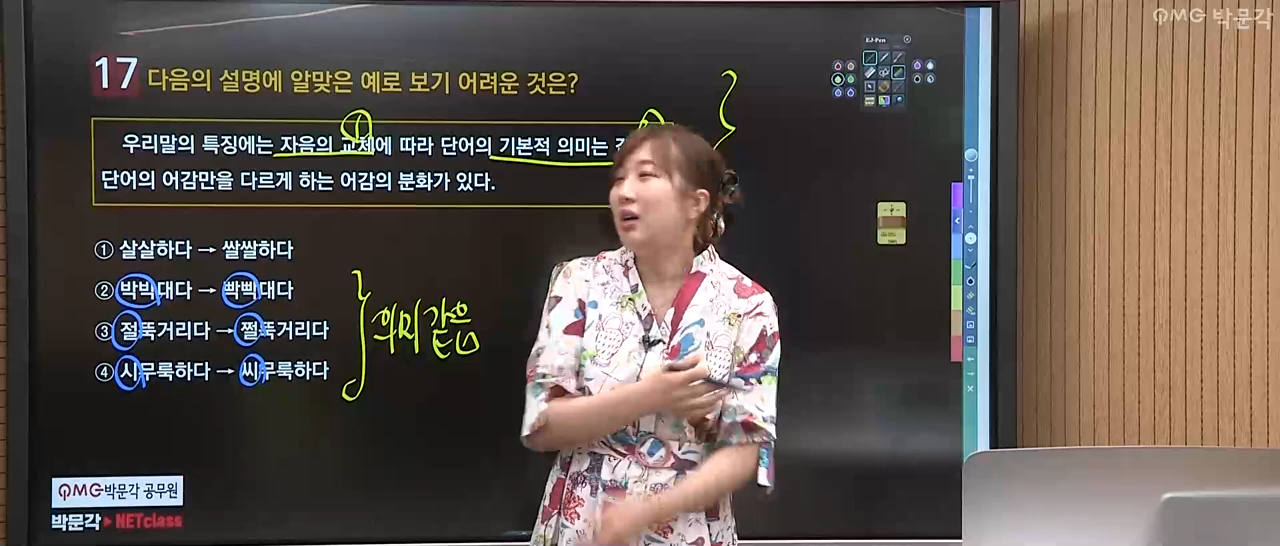 QMG 박문각
EJ-Pen
17 다음의 설명에 알맞은 예로 보기 어려운 것은?
우리말의 특징에는 자음의 교체에 따라 단어의 기본적 의미는
단어의 어감만을 다르게 하는 어감의 분화가 있다.
① 살살하다 → 쌀쌀하다
② 박박대다 → 빡빡대다
③ 절뚝거리다 → 쩔뚝거리다
④ 시무룩하다 → 씨무룩하다
의미 같음
QMG 박문각 공무원
박문각 NETclass